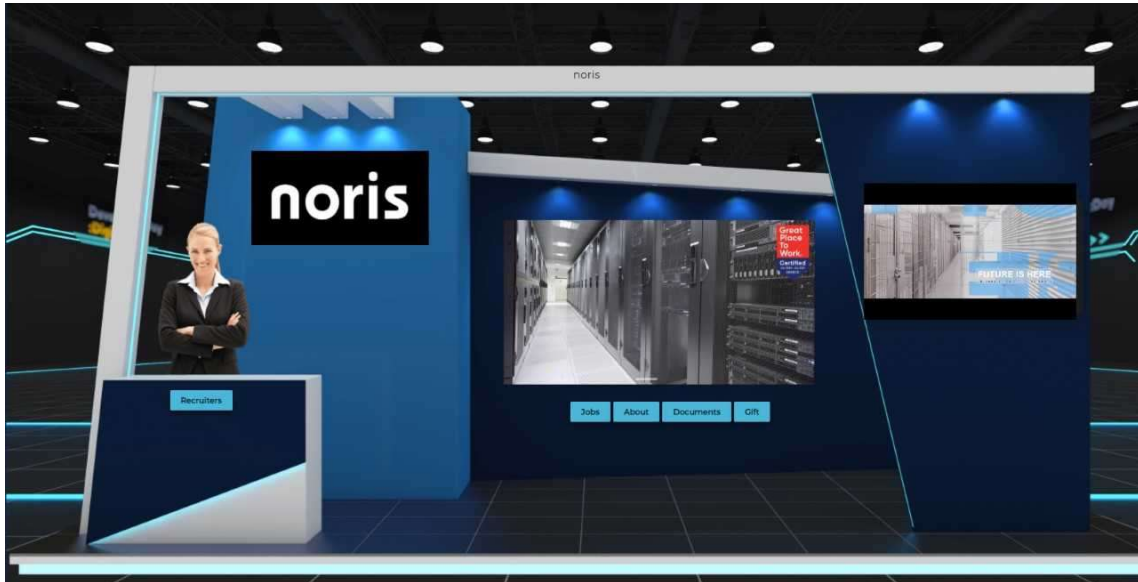 noris
noris
Great
Place
To
Work.
Certified
FUTURE IS HERE
Recruiters
Jobs About Documents Gift